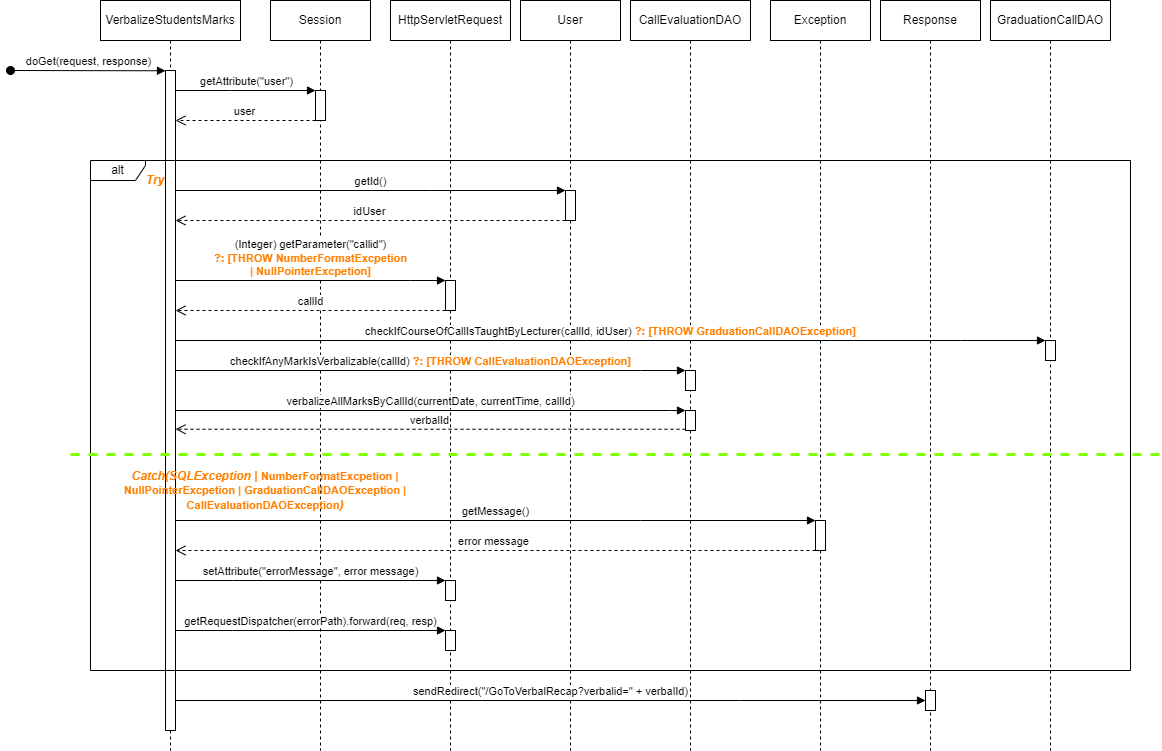 VerbalizeStudentsMarks
Session
HttpServletRequest
User
CallEvaluationDAO
Exception
Response
GraduationCallDAO
doGet(request, response)
getAttribute("user")
user
alt
Try
getId()
idUser
(Integer) getParameter("callid")
?: [THROW NumberFormatExcpetion
| NullPointerExcpetion]
callId
checkIfCourseOfCallIsTaughtByLecturer(callId, idUser) ?: [THROW GraduationCallDAOException]
checkIfAnyMarkIsVerbalizable(callId) ?: [THROW CallEvaluationDAOException]
verbalizeAllMarksByCallId(currentDate, currentTime, callId)
verbalId
Catch(SQLException | NumberFormatExcpetion |
NullPointerExcpetion | GraduationCallDAOException |
CallEvaluationDAOException)
getMessage()
error message
setAttribute("errorMessage", error message)
getRequestDispatcher(errorPath).forward(req, resp)
sendRedirect("/GoToVerbalRecap?verbalid=" + verbalId)